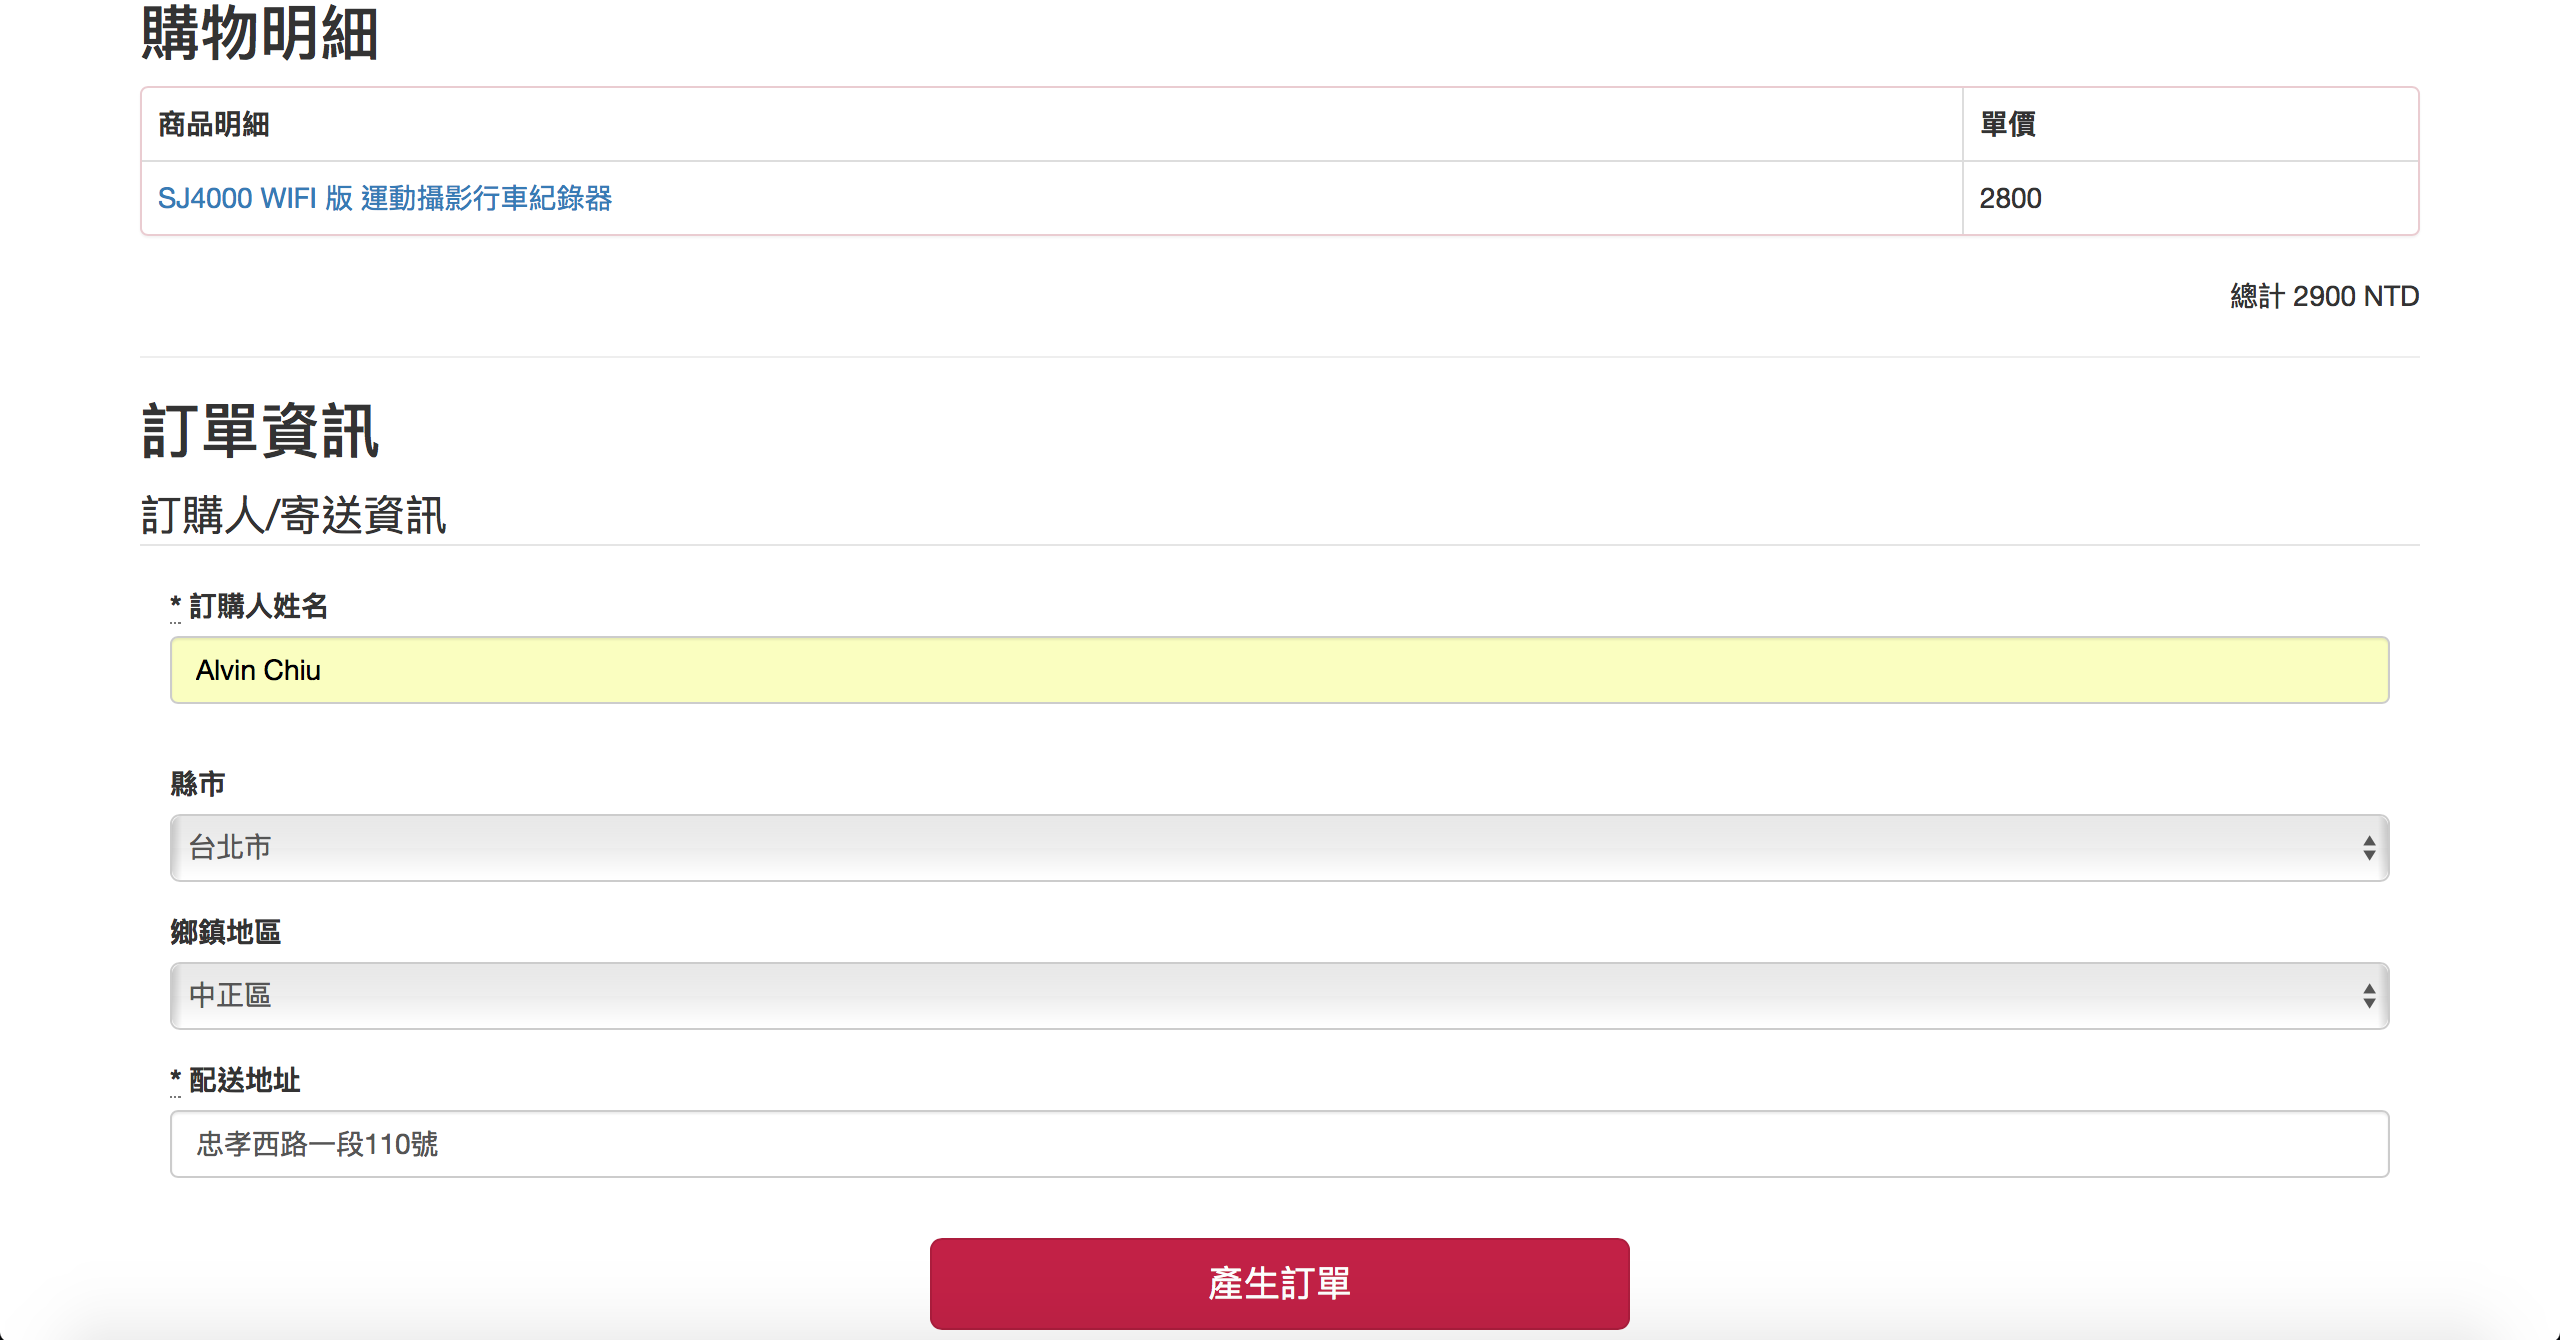 購物明細
商品明細 單價
SJ4000 WIFI 版 運動攝影行車紀錄器 2800
總計 2900 NTD
訂單資訊
訂購人/寄送資訊
* 訂購人姓名
Alvin Chiu
縣市
台北市
鄉鎮地區
中正區
* 配送地址
忠孝西路一段110號
產生訂單